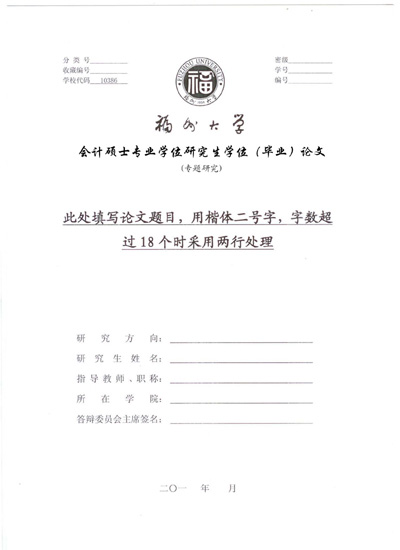 分 类 号
收藏编号
学校代码 10386
密级
学号
编号
FUZHOU UNIVERSITY
福
福州大学
会计硕士专业学位研究生学位（毕业）论文
(专题研究)
此处填写论文题目，用楷体二号字，字数超
过 18 个时采用两行处理
研 究 方 向：
研 究 生 姓 名：
指 导 教 师、职 称：
所 在 学 院：
答辩委员会主席签名：
二〇一 年 月